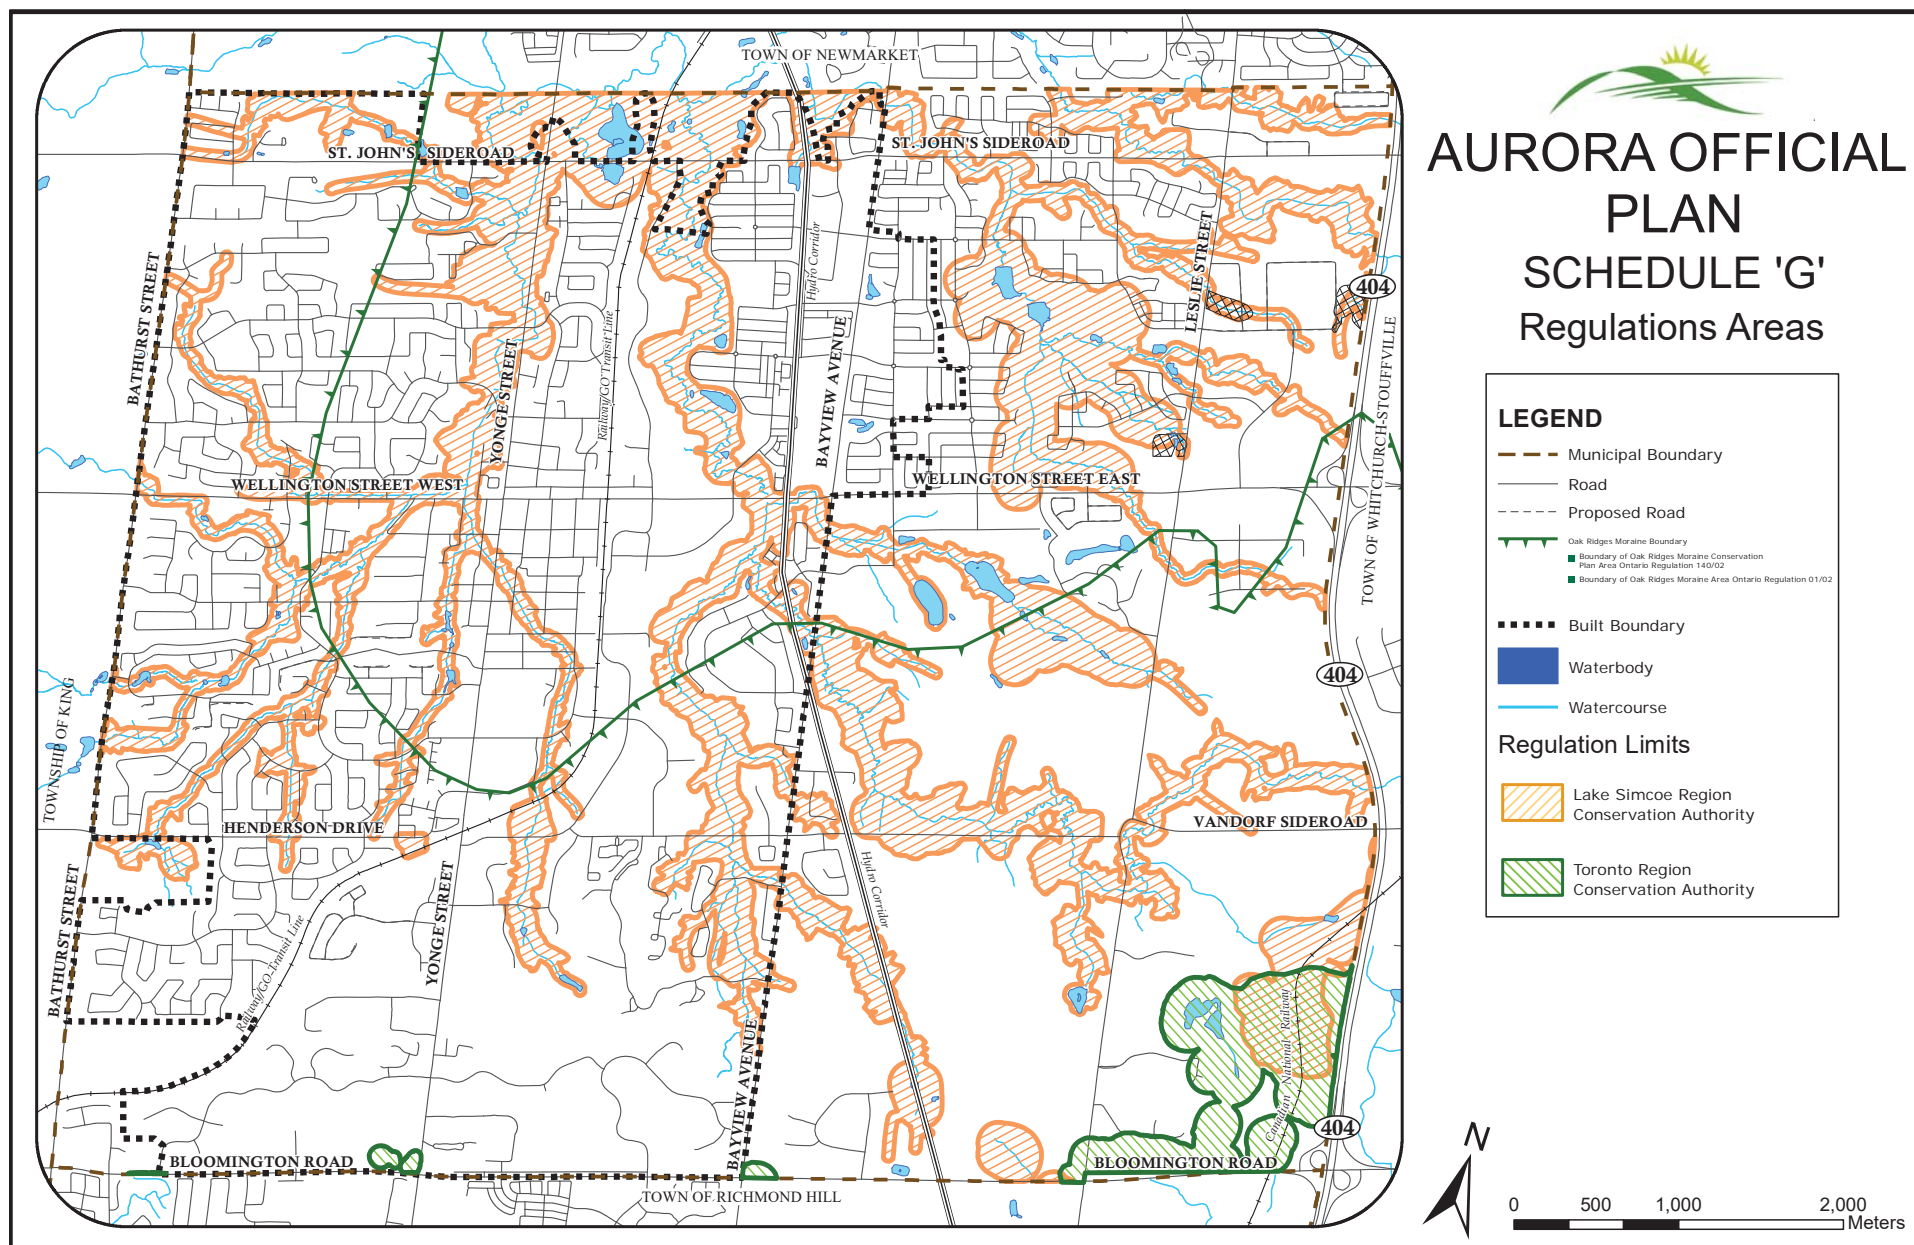 TOWN OF NEWMARKET
ST. JOHN'S SIDEROAD
ST. JOHN'S SIDEROAD
BATHURST STREET
YONGE STREET
Railway/GO Transit Line
Hydro Corridor
BAYVIEW AVENUE
LESLIE STREET
404
TOWN OF WHITCHURCH-STOUFFVILLE
WELLINGTON STREET WEST
WELLINGTON STREET EAST
404
TOWNSHIP OF KING
HENDERSON DRIVE
VANDORF SIDEROAD
BATHURST STREET
YONGE STREET
Railway/GO Transit Line
Hydro Corridor
BAYVIEW AVENUE
Canadian National Railway
404
BLOOMINGTON ROAD
BLOOMINGTON ROAD
TOWN OF RICHMOND HILL
AURORA OFFICIAL
PLAN
SCHEDULE 'G'
Regulations Areas
LEGEND
Municipal Boundary
Road
Proposed Road
Oak Ridges Moraine Boundary
Boundary of Oak Ridges Moraine Conservation
Plan Area Ontario Regulation 140/02
Boundary of Oak Ridges Moraine Area Ontario Regulation 01/02
Built Boundary
Waterbody
Watercourse
Regulation Limits
Lake Simcoe Region
Conservation Authority
Toronto Region
Conservation Authority
N
0 500 1,000 2,000
Meters